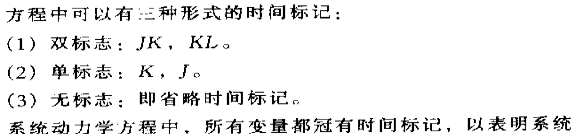 方程中可以有三种形式的时间标记：
(1) 双标志：JK，KL。
(2) 单标志：K，J。
(3) 无标志：即省略时间标记。
系统动力学方程中，所有变量都冠有时间标记，以表明系统